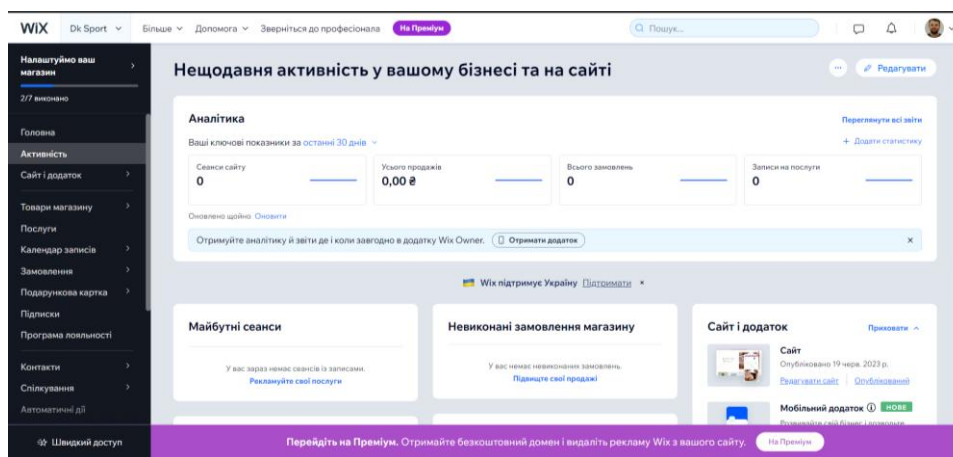 WiX
Dk Sport
Більше
Допомога
Зверніться до професіонала
На Преміум
Пошук...
Налаштуймо ваш
магазин
2/7 виконано
Головна
Активність
Сайт і додаток
Товари магазину
Послуги
Календар записів
Замовлення
Подарункова картка
Підписки
Програма лояльності
Контакти
Спілкування
Автоматичні дії
Швидкий доступ
Нещодавня активність у вашому бізнесі та на сайті
Редагувати
Аналітика
Переглянути всі звіти
Ваші ключові показники за останні 30 днів
+ Додати статистику
Сеанси сайту
0
Усього продажів
0,00 ₴
Всього замовлень
0
Записи на послуги
0
Оновлено щойно Оновити
Отримуйте аналітику й звіти де і коли завгодно в додатку Wix Owner.
Отримати додаток
Wix підтримує Україну Підтримати
Майбутні сеанси
У вас зараз немає сеансів із записами.
Рекламуйте свої послуги
Невиконані замовлення магазину
У вас немає невиконаних замовлень.
Підвищте свої продажі
Сайт і додаток
Приховати
Сайт
Опубліковано 19 черв. 2023 р.
Редагувати сайт
Опублікований
Мобільний додаток
НОВЕ
Розвивайте свій бізнес і дозвольте
Перейдіть на Преміум. Отримайте безкоштовний домен і видаліть рекламу Wix з вашого сайту.
На Преміум